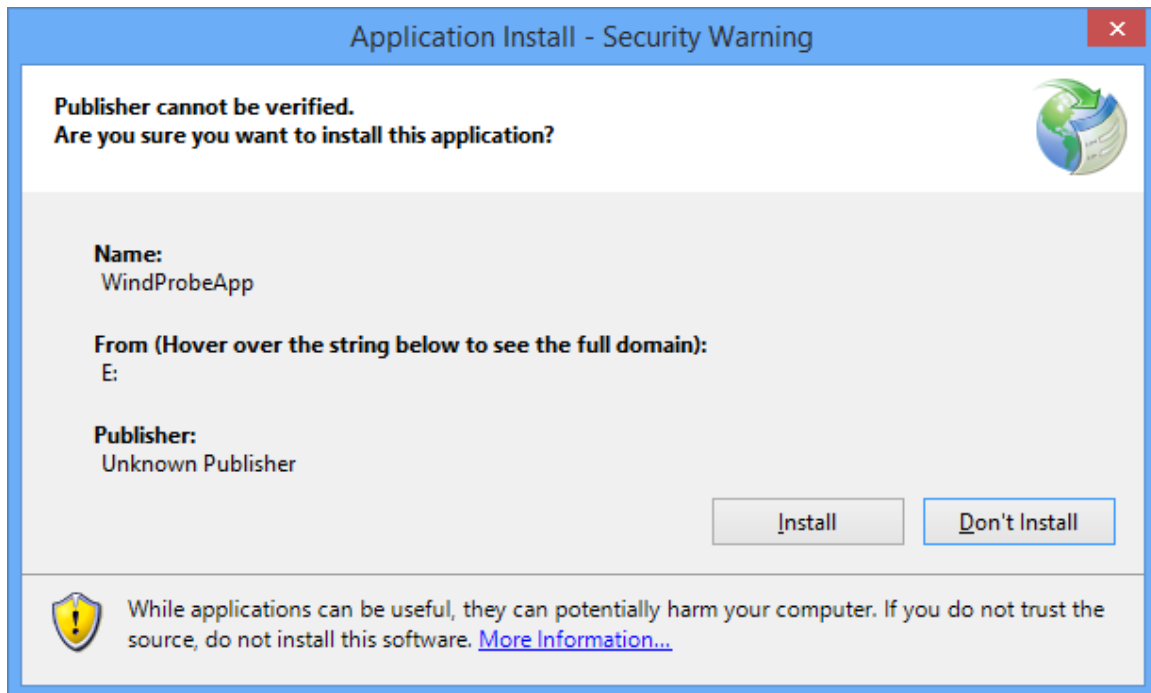 Application Install - Security Warning
Publisher cannot be verified.
Are you sure you want to install this application?
Name:
WindProbeApp
From (Hover over the string below to see the full domain):
E:
Publisher:
Unknown Publisher
Install
Don't Install
While applications can be useful, they can potentially harm your computer. If you do not trust the
source, do not install this software. More Information...